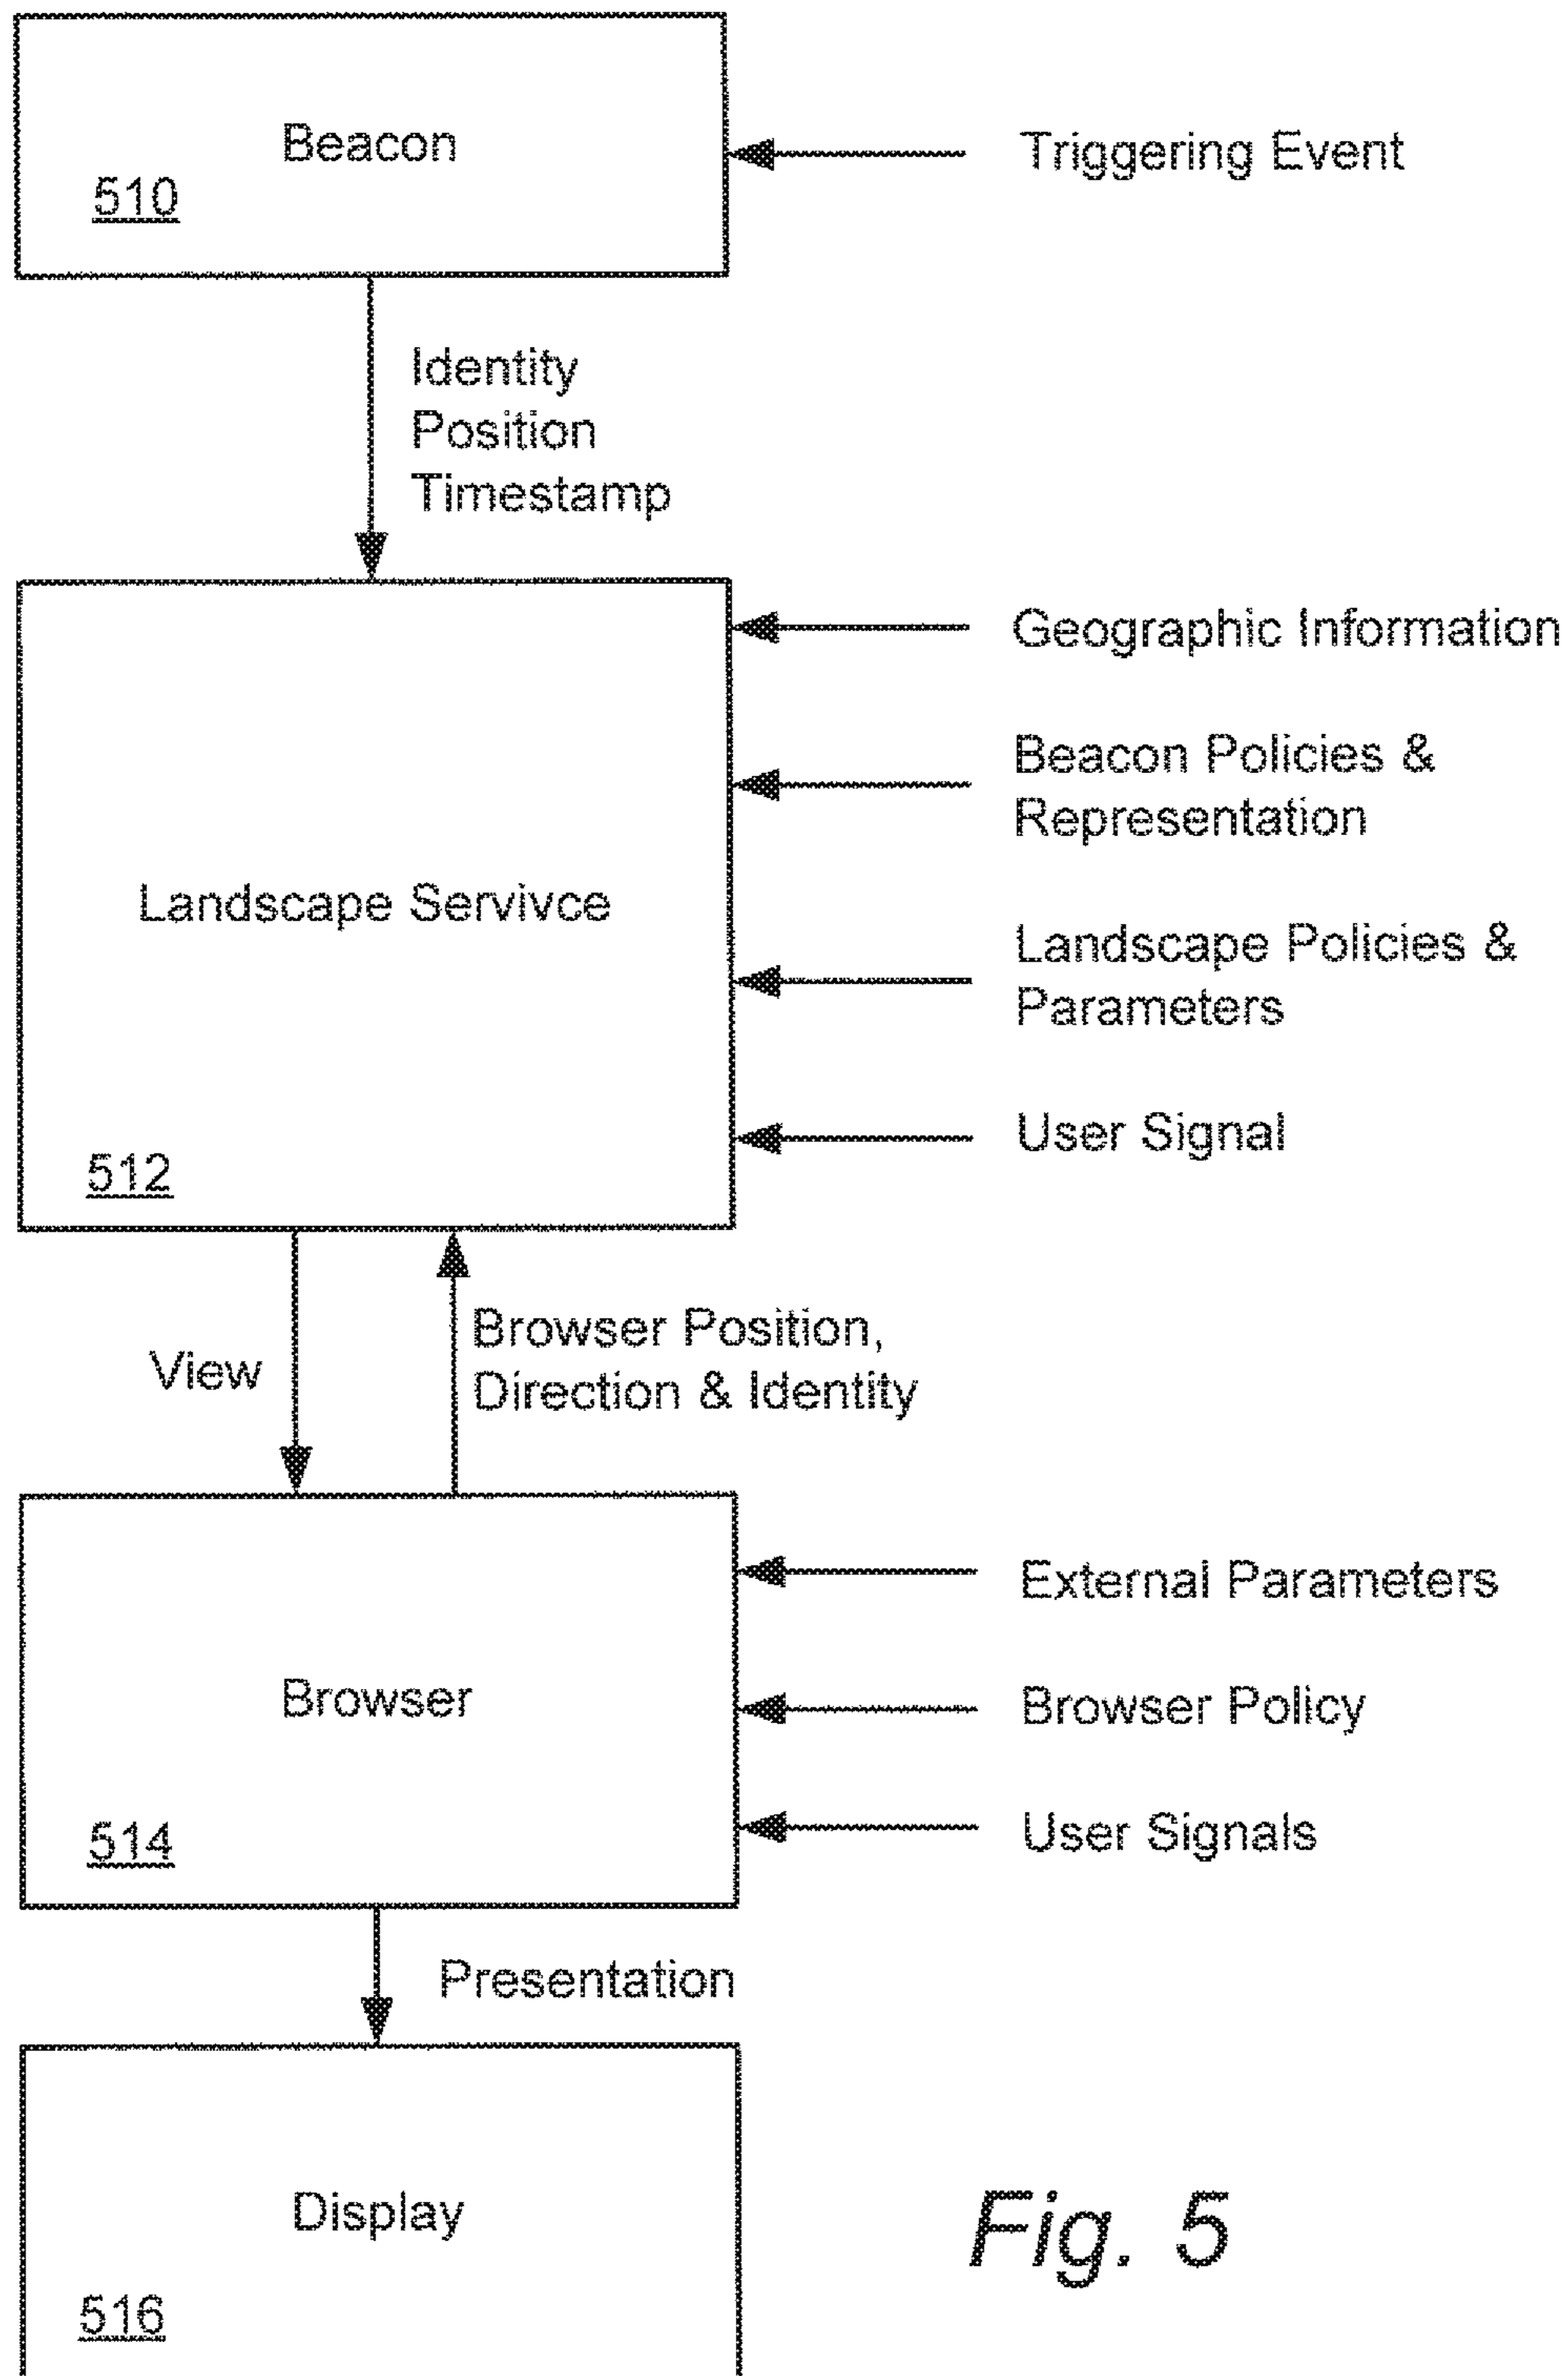 Beacon
510
Triggering Event
Identity
Position
Timestamp
Geographic Information
Beacon Policies &
Representation
Landscape Servivce
Landscape Policies &
Parameters
User Signal
512
View
Browser Position,
Direction & Identity
External Parameters
Browser
Browser Policy
514
User Signals
Presentation
Display
516
Fig. 5